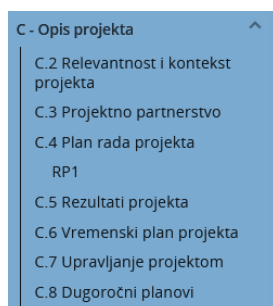 C - Opis projekta
C.2 Relevantnost i kontekst
projekta
C.3 Projektno partnerstvo
C.4 Plan rada projekta
RP1
C.5 Rezultati projekta
C.6 Vremenski plan projekta
C.7 Upravljanje projektom
C.8 Dugoročni planovi